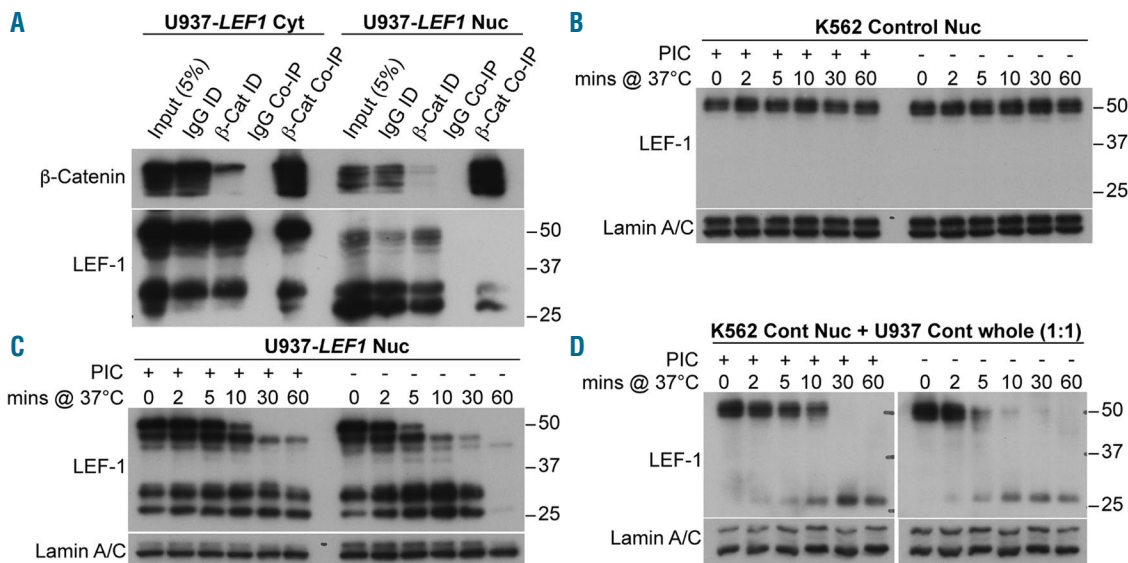 A
U937-LEF1 Cyt
U937-LEF1 Nuc
Input (5%)
IgG ID
β-Cat ID
IgG Co-IP
β-Cat Co-IP
Input (5%)
IgG ID
β-Cat ID
IgG Co-IP
β-Cat Co-IP
β-Catenin
LEF-1
50
37
25
B
K562 Control Nuc
PIC + + + + + + - - - - - -
mins @ 37°C 0 2 5 10 30 60 0 2 5 10 30 60
LEF-1
50
37
25
Lamin A/C
C
U937-LEF1 Nuc
PIC + + + + + + - - - - - -
mins @ 37°C 0 2 5 10 30 60 0 2 5 10 30 60
LEF-1
50
37
25
Lamin A/C
D
K562 Cont Nuc + U937 Cont whole (1:1)
PIC + + + + + + - - - - - -
mins @ 37°C 0 2 5 10 30 60 0 2 5 10 30 60
LEF-1
50
37
25
Lamin A/C